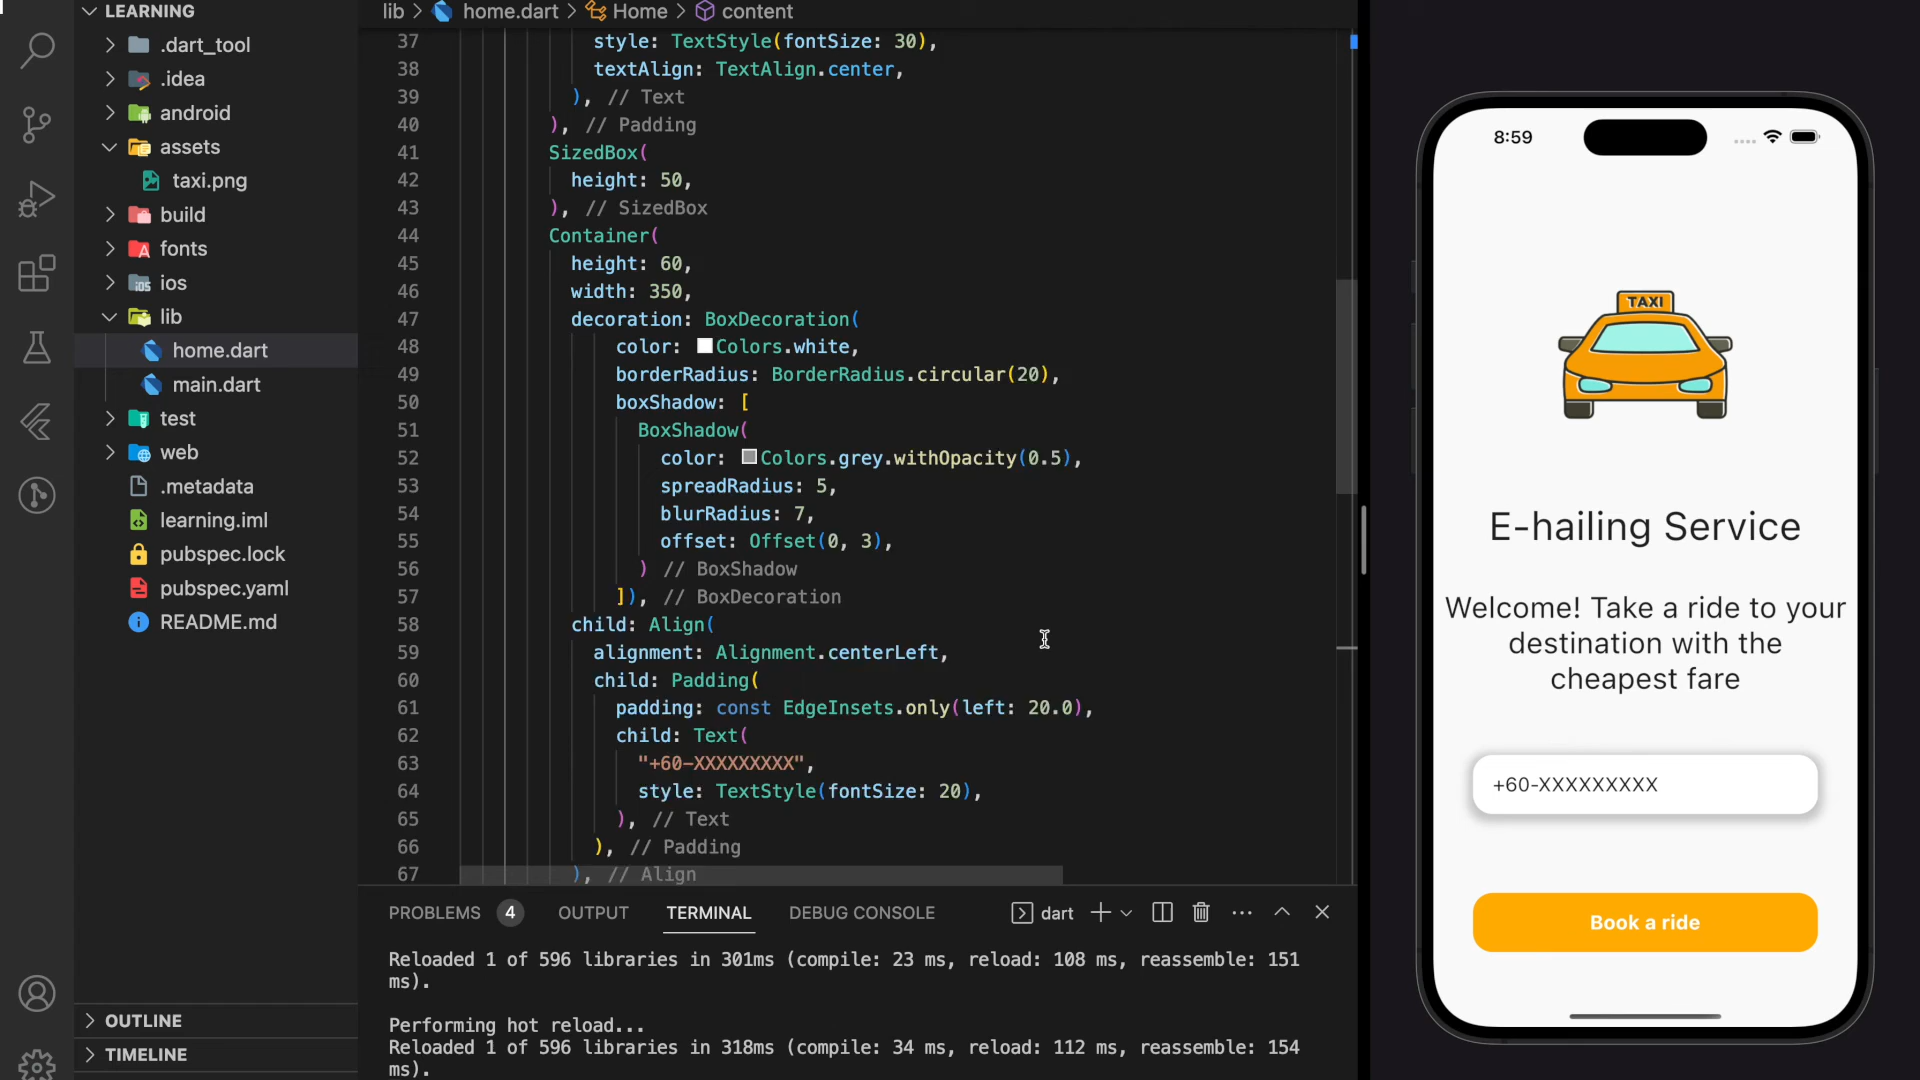 LEARNING
.dart_tool
.idea
android
assets
taxi.png
build
fonts
ios
lib
home.dart
main.dart
test
web
.metadata
learning.iml
pubspec.lock
pubspec.yaml
README.md
OUTLINE
TIMELINE
lib > home.dart > Home > content
37 style: TextStyle(fontSize: 30),
38 textAlign: TextAlign.center,
39 ), // Text
40 ), // Padding
41 SizedBox(
42 height: 50,
43 ), // SizedBox
44 Container(
45 height: 60,
46 width: 350,
47 decoration: BoxDecoration(
48 color: Colors.white,
49 borderRadius: BorderRadius.circular(20),
50 boxShadow: [
51 BoxShadow(
52 color: Colors.grey.withOpacity(0.5),
53 spreadRadius: 5,
54 blurRadius: 7,
55 offset: Offset(0, 3),
56 ) // BoxShadow
57 ]), // BoxDecoration
58 child: Align(
59 alignment: Alignment.centerLeft,
60 child: Padding(
61 padding: const EdgeInsets.only(left: 20.0),
62 child: Text(
63 "+60-XXXXXXXXX",
64 style: TextStyle(fontSize: 20),
65 ), // Text
66 ), // Padding
67 ), // Align
PROBLEMS 4 OUTPUT TERMINAL DEBUG CONSOLE dart
Reloaded 1 of 596 libraries in 301ms (compile: 23 ms, reload: 108 ms, reassemble: 151
ms).
Performing hot reload...
Reloaded 1 of 596 libraries in 318ms (compile: 34 ms, reload: 112 ms, reassemble: 154
ms).
8:59
TAXI
E-hailing Service
Welcome! Take a ride to your
destination with the
cheapest fare
+60-XXXXXXXXX
Book a ride